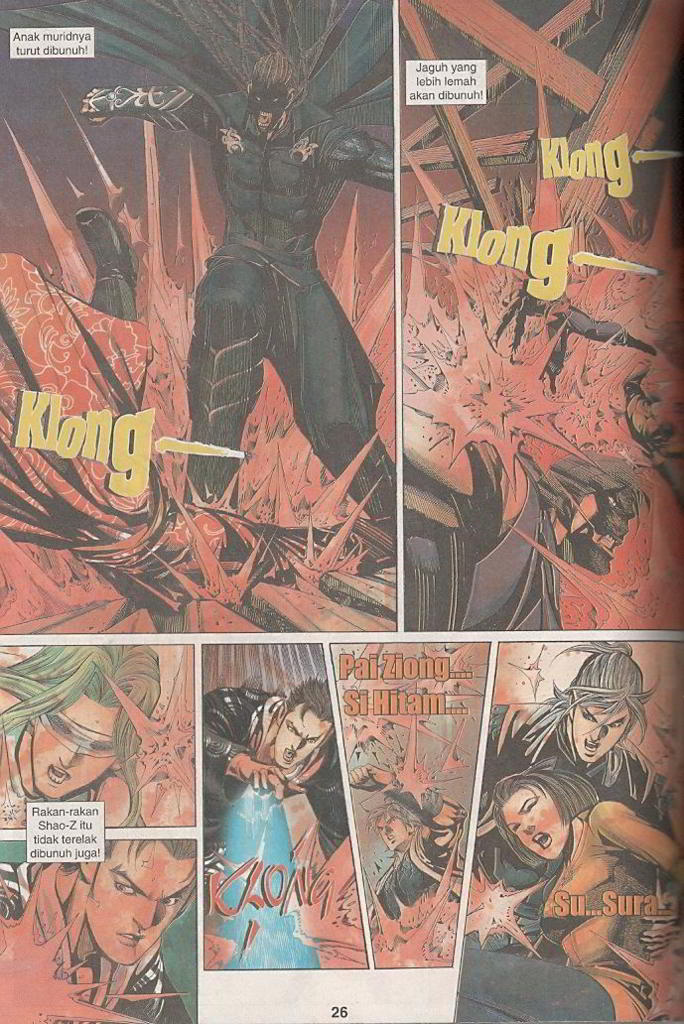 Anak muridnya
turut dibunuh!
Klong
Jaguh yang
lebih lemah
akan dibunuh!
Klong
Klong
Rakan-rakan
Shao-Z itu
tidak terelak
dibunuh juga!
KLONG
!
Pai Ziong....
Si Hitam....
Su...Sura..
26